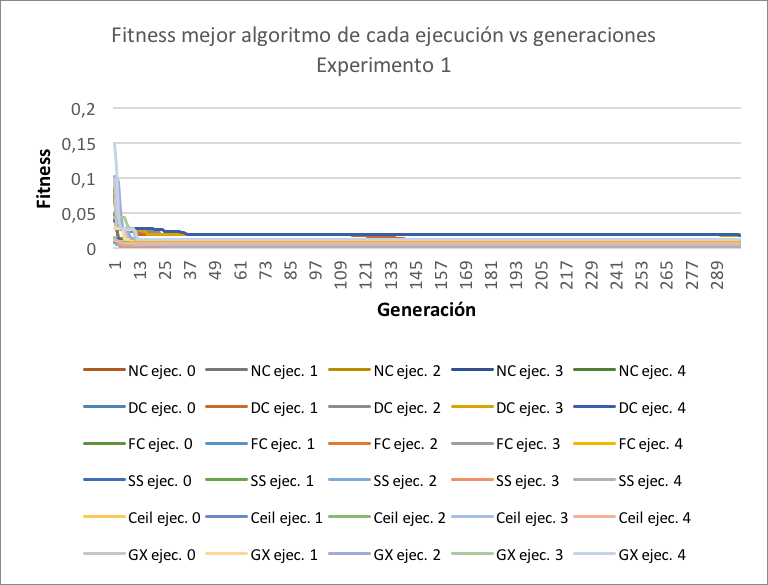 Fitness mejor algoritmo de cada ejecución vs generaciones
Experimento 1
0,2
0,15
0,1
0,05
0
Fitness
1 13 25 37 49 61 73 85 97 109 121 133 145 157 169 181 193 205 217 229 241 253 265 277 289
Generación
NC ejec. 0 NC ejec. 1 NC ejec. 2 NC ejec. 3 NC ejec. 4
DC ejec. 0 DC ejec. 1 DC ejec. 2 DC ejec. 3 DC ejec. 4
FC ejec. 0 FC ejec. 1 FC ejec. 2 FC ejec. 3 FC ejec. 4
SS ejec. 0 SS ejec. 1 SS ejec. 2 SS ejec. 3 SS ejec. 4
Ceil ejec. 0 Ceil ejec. 1 Ceil ejec. 2 Ceil ejec. 3 Ceil ejec. 4
GX ejec. 0 GX ejec. 1 GX ejec. 2 GX ejec. 3 GX ejec. 4